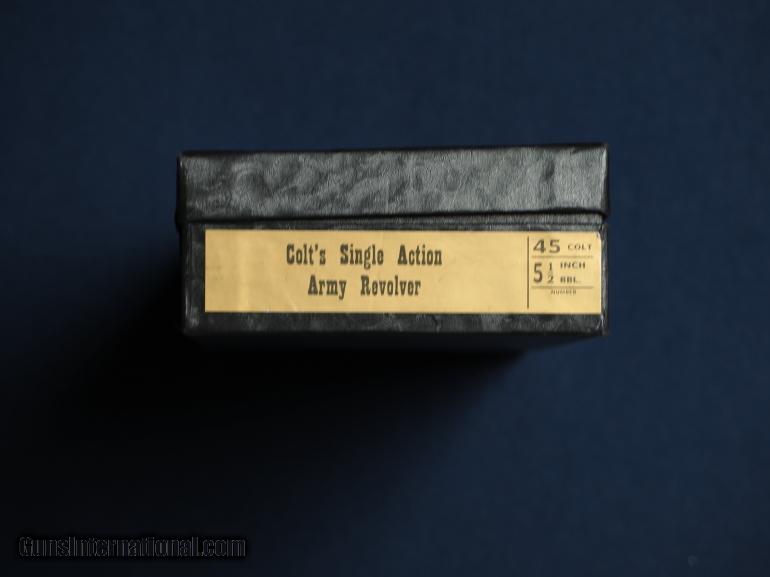 Colt's Single Action
Army Revolver
45 COLT
5 1/2 INCH BBL.
NUMBER
GunsInternational.com